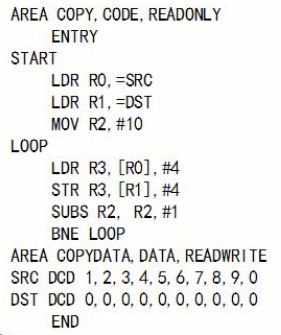 AREA COPY,CODE,READONLY
ENTRY
START
LDR R0,=SRC
LDR R1,=DST
MOV R2,#10
LOOP
LDR R3,[R0],#4
STR R3,[R1],#4
SUBS R2, R2,#1
BNE LOOP
AREA COPYDATA,DATA,READWRITE
SRC DCD 1,2,3,4,5,6,7,8,9,0
DST DCD 0,0,0,0,0,0,0,0,0,0
END